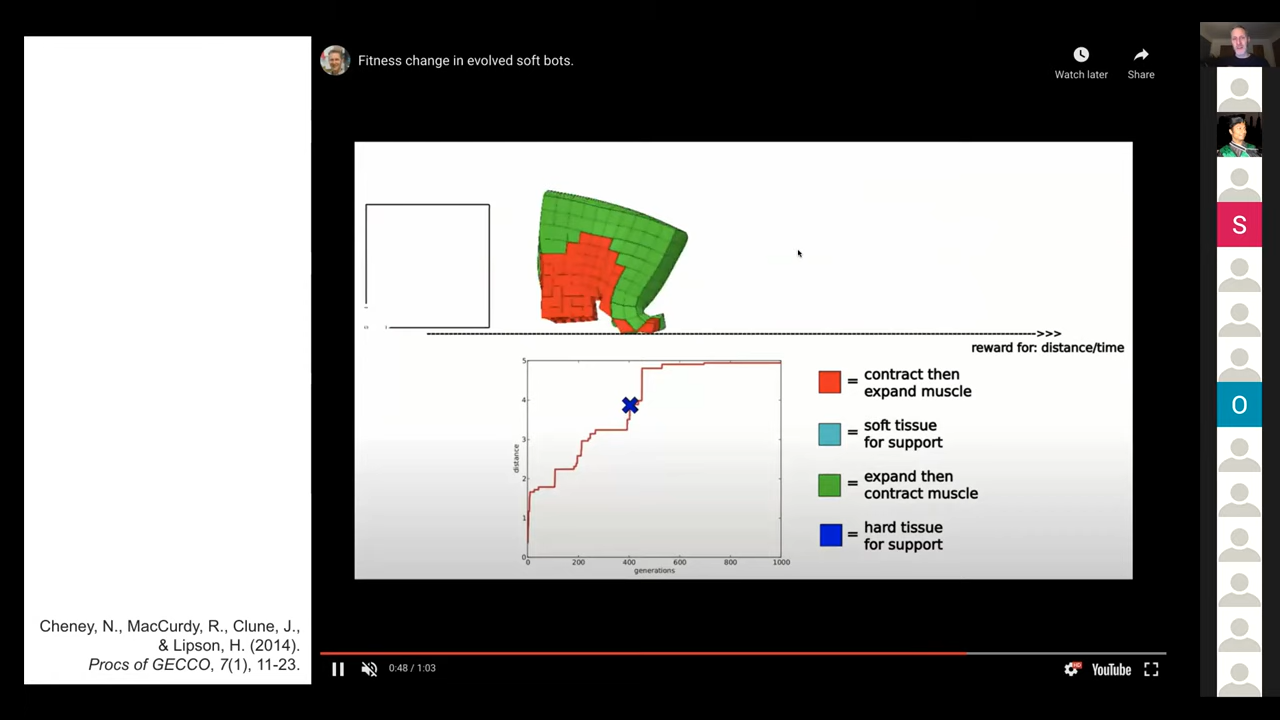 Fitness change in evolved soft bots.
Watch later
Share
>>>
reward for: distance/time
5
4
3
2
1
0
distance
0 200 400 600 800 1000
generations
= contract then
expand muscle
= soft tissue
for support
= expand then
contract muscle
= hard tissue
for support
Cheney, N., MacCurdy, R., Clune, J.,
& Lipson, H. (2014).
Procs of GECCO, 7(1), 11-23.
0:48 / 1:03
HD
YouTube
S
O